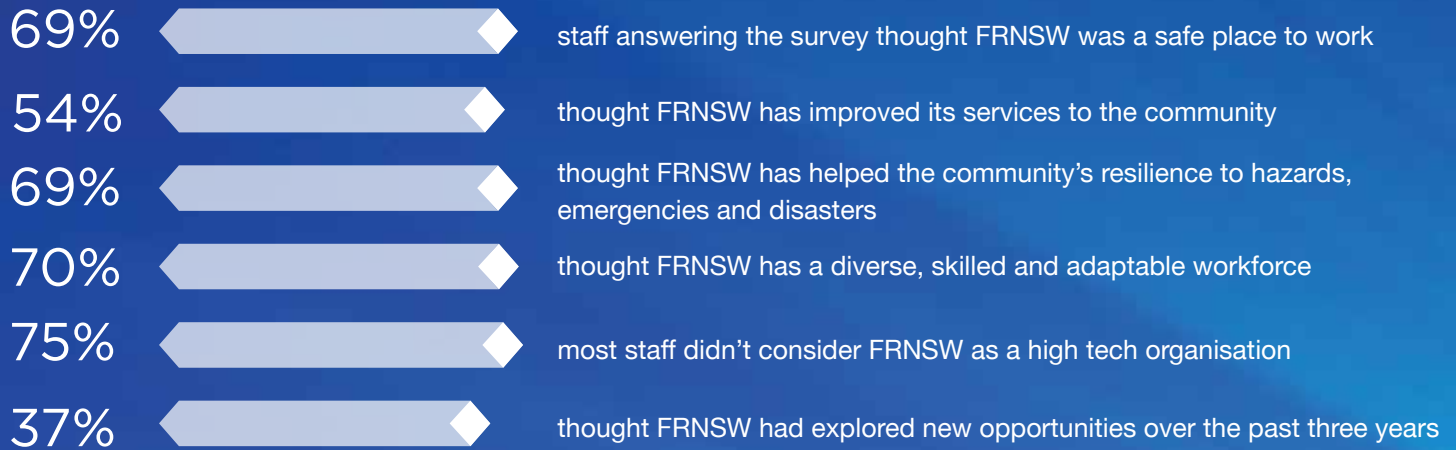 69% staff answering the survey thought FRNSW was a safe place to work
54% thought FRNSW has improved its services to the community
69% thought FRNSW has helped the community’s resilience to hazards,
emergencies and disasters
70% thought FRNSW has a diverse, skilled and adaptable workforce
75% most staff didn’t consider FRNSW as a high tech organisation
37% thought FRNSW had explored new opportunities over the past three years